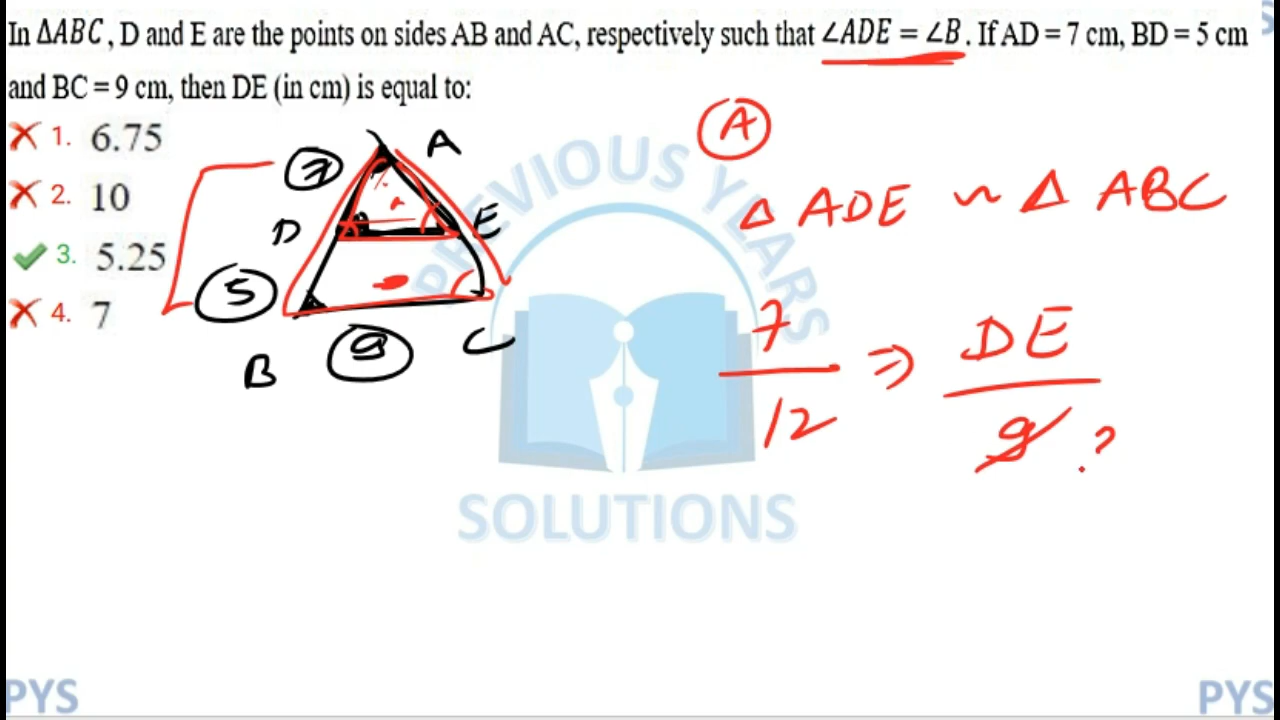 In ΔABC, D and E are the points on sides AB and AC, respectively such that ∠ADE = ∠B. If AD = 7 cm, BD = 5 cm
and BC = 9 cm, then DE (in cm) is equal to:
1. 6.75
2. 10
3. 5.25
4. 7
A
7
D
E
5
B
9
C
A
Δ ADE ~ Δ ABC
7
12
⇒
DE
9
3
PREVIOUS YEARS
SOLUTIONS
PYS
PYS